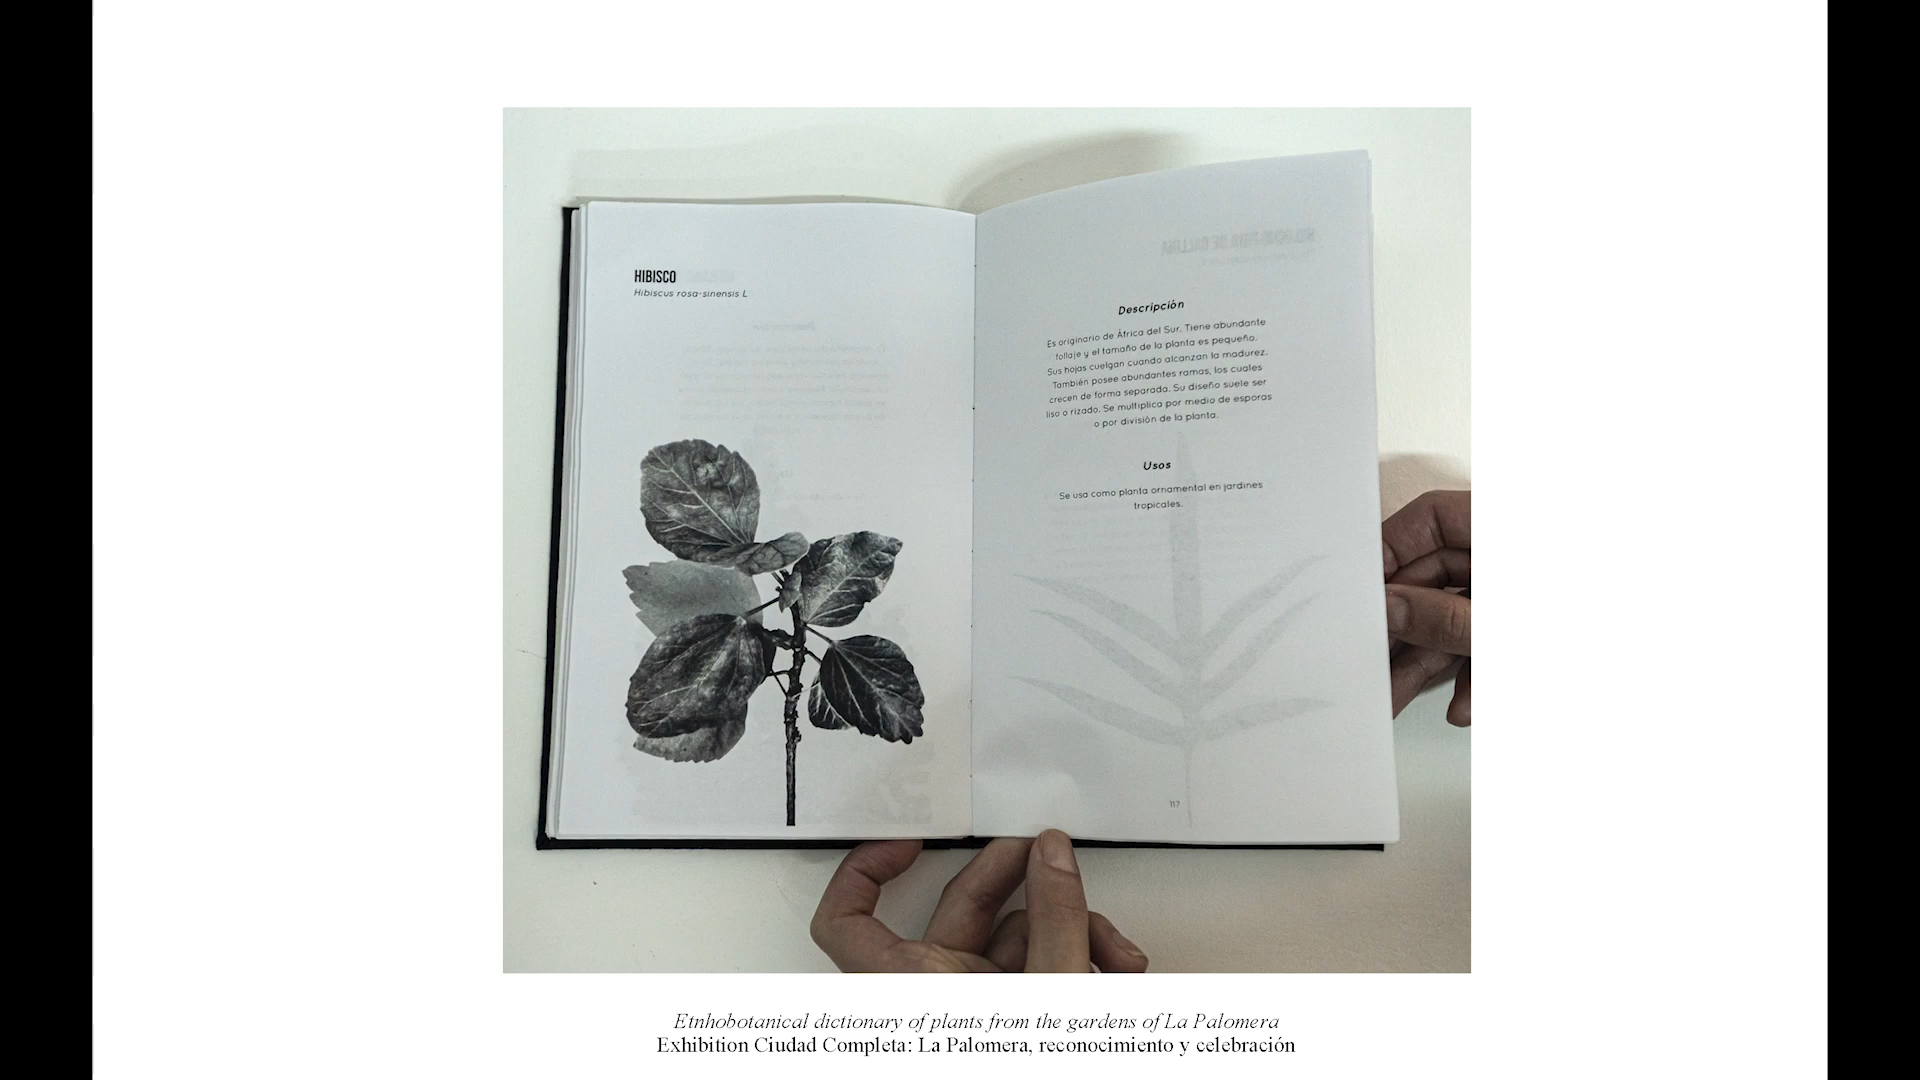 HIBISCO
Hibiscus rosa-sinensis L
Descripción
Es originario de África del Sur. Tiene abundante
follaje y el tamaño de la planta es pequeño.
Sus hojas cuelgan cuando alcanzan la madurez.
También posee abundantes ramas, los cuales
crecen de forma separada. Su diseño suele ser
liso o rizado. Se multiplica por medio de esporas
o por división de la planta.
Usos
Se usa como planta ornamental en jardines
tropicales.
117
Etnhobotanical dictionary of plants from the gardens of La Palomera
Exhibition Ciudad Completa: La Palomera, reconocimiento y celebración